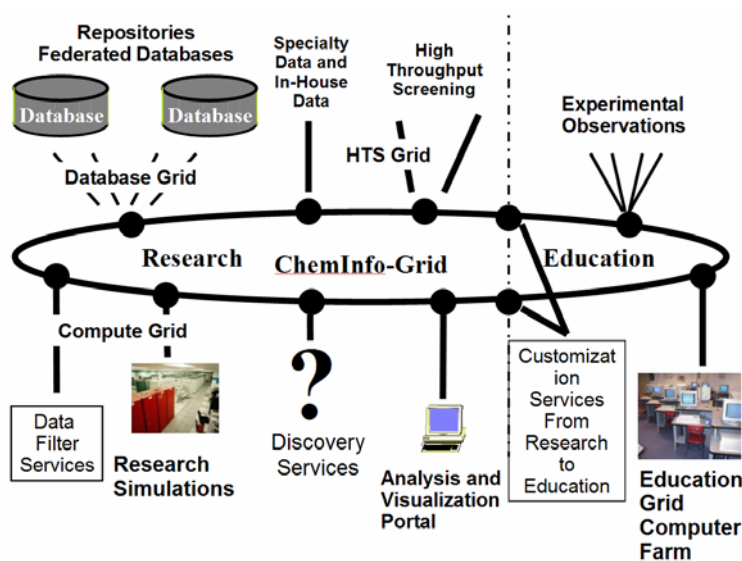 Repositories
Federated Databases
Database
Database
Database Grid
Specialty
Data and
In-House
Data
High
Throughput
Screening
HTS Grid
Experimental
Observations
Research
ChemInfo-Grid
Education
Compute Grid
Data
Filter
Services
Research
Simulations
?
Discovery
Services
Analysis and
Visualization
Portal
Customizat
ion
Services
From
Research
to
Education
Education
Grid
Computer
Farm